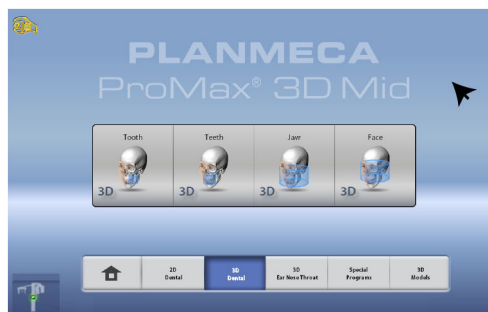 PLANMECA
ProMax® 3D Mid
Tooth
Teeth
Jaw
Face
3D
3D
3D
3D
2D
Dental
3D
Dental
3D
Ear Nose Throat
Special
Programs
3D
Models